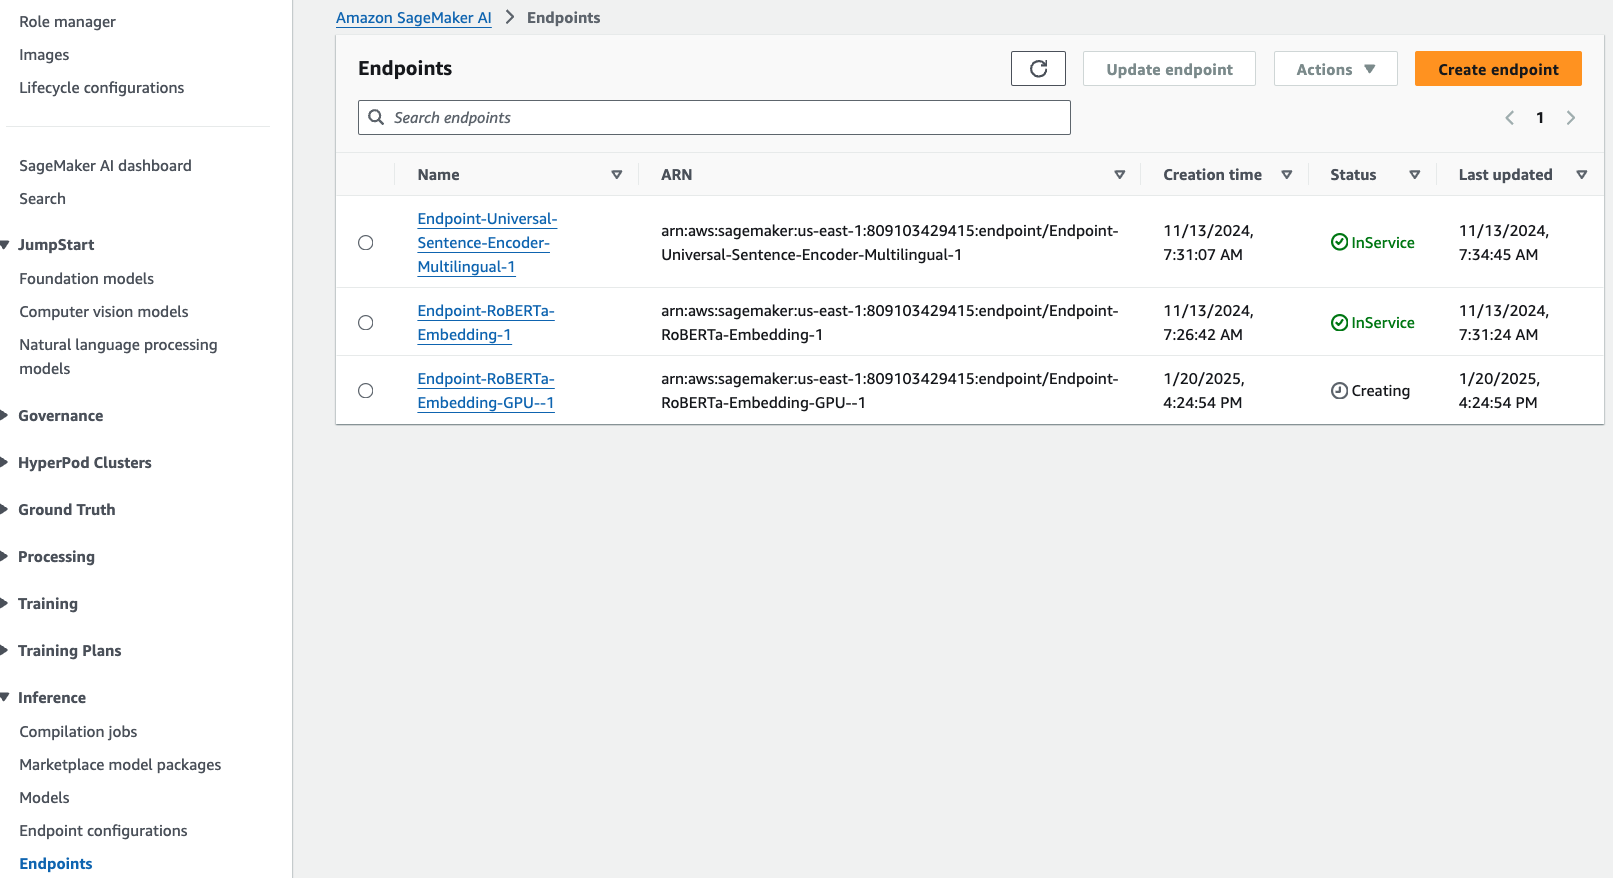 Role manager
Images
Lifecycle configurations
SageMaker AI dashboard
Search
JumpStart
Foundation models
Computer vision models
Natural language processing
models
Governance
HyperPod Clusters
Ground Truth
Processing
Training
Training Plans
Inference
Compilation jobs
Marketplace model packages
Models
Endpoint configurations
Endpoints
Amazon SageMaker AI > Endpoints
Endpoints
Update endpoint
Actions
Create endpoint
Search endpoints
1
Name ARN Creation time Status Last updated
Endpoint-Universal-
Sentence-Encoder-
Multilingual-1
arn:aws:sagemaker:us-east-1:809103429415:endpoint/Endpoint-
Universal-Sentence-Encoder-Multilingual-1
11/13/2024,
7:31:07 AM
InService
11/13/2024,
7:34:45 AM
Endpoint-RoBERTa-
Embedding-1
arn:aws:sagemaker:us-east-1:809103429415:endpoint/Endpoint-
RoBERTa-Embedding-1
11/13/2024,
7:26:42 AM
InService
11/13/2024,
7:31:24 AM
Endpoint-RoBERTa-
Embedding-GPU--1
arn:aws:sagemaker:us-east-1:809103429415:endpoint/Endpoint-
RoBERTa-Embedding-GPU--1
1/20/2025,
4:24:54 PM
Creating
1/20/2025,
4:24:54 PM